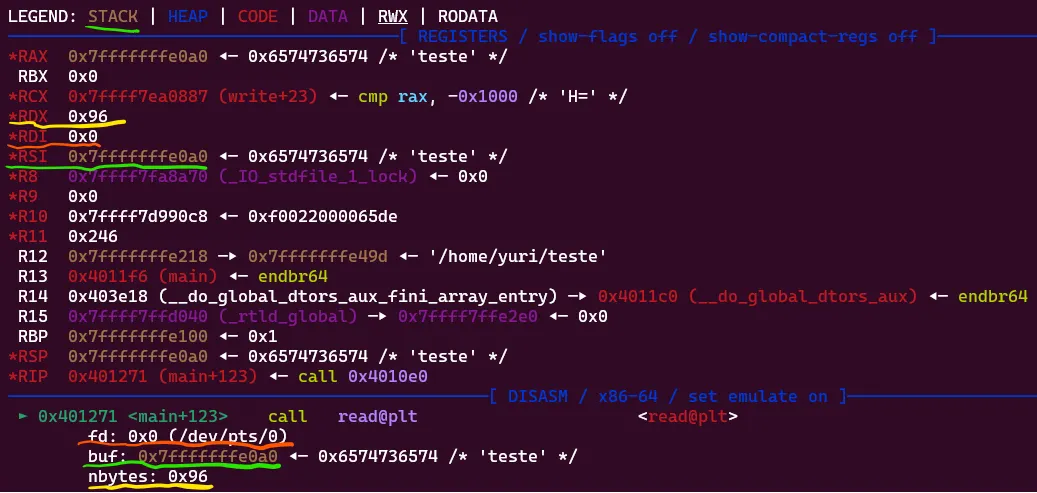 LEGEND: STACK | HEAP | CODE | DATA | RWX | RODATA
[ REGISTERS / show-flags off / show-compact-regs off ]
*RAX 0x7fffffffe0a0 ◂— 0x6574736574 /* 'teste' */
RBX 0x0
*RCX 0x7ffff7ea0887 (write+23) ◂— cmp rax, -0x1000 /* 'H=' */
*RDX 0x96
*RDI 0x0
*RSI 0x7fffffffe0a0 ◂— 0x6574736574 /* 'teste' */
*R8 0x7ffff7fa8a70 (_IO_stdfile_1_lock) ◂— 0x0
*R9 0x0
*R10 0x7ffff7d990c8 ◂— 0xf0022000065de
*R11 0x246
R12 0x7fffffffe218 —▸ 0x7fffffffe49d ◂— '/home/yuri/teste'
R13 0x4011f6 (main) ◂— endbr64
R14 0x403e18 (__do_global_dtors_aux_fini_array_entry) —▸ 0x4011c0 (__do_global_dtors_aux) ◂— endbr64
R15 0x7ffff7ffd040 (_rtld_global) —▸ 0x7ffff7ffe2e0 ◂— 0x0
RBP 0x7fffffffe100 ◂— 0x1
*RSP 0x7fffffffe0a0 ◂— 0x6574736574 /* 'teste' */
*RIP 0x401271 (main+123) ◂— call 0x4010e0
[ DISASM / x86-64 / set emulate on ]
► 0x401271 <main+123> call read@plt <read@plt>
fd: 0x0 (/dev/pts/0)
buf: 0x7fffffffe0a0 ◂— 0x6574736574 /* 'teste' */
nbytes: 0x96